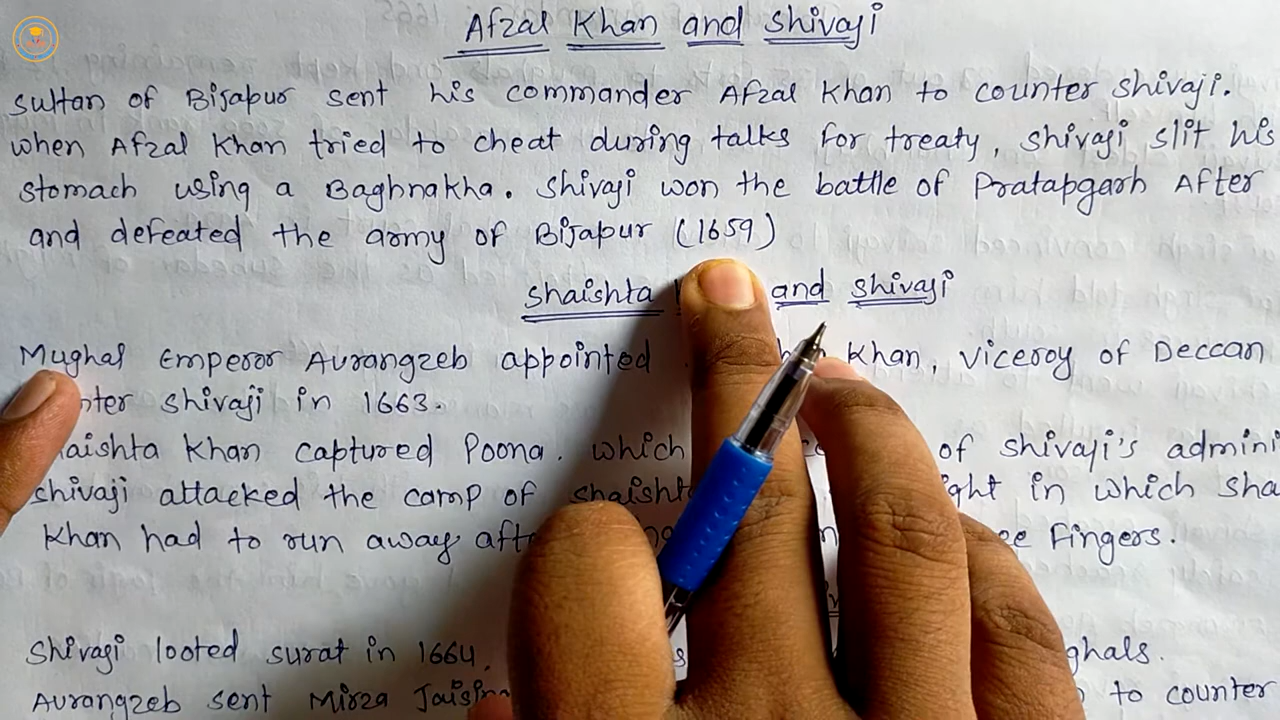 Afzal Khan and Shivaji
Sultan of Bijapur sent his commander Afzal Khan to counter Shivaji.
When Afzal Khan tried to cheat during talks for treaty, Shivaji slit his
stomach using a Baghnakha. Shivaji won the battle of Pratapgarh After
and defeated the army of Bijapur (1659)
Shaishta and Shivaji
Mughal Emperor Aurangzeb appointed Khan, Viceroy of Deccan
Shivaji in 1663.
Khan captured Poona. which of Shivaji's admini
Shivaji attacked the camp of in which Sha
Khan had to run away Fingers.
Shivaji looted surat in 1664.
Aurangzeb sent Mirza to counter